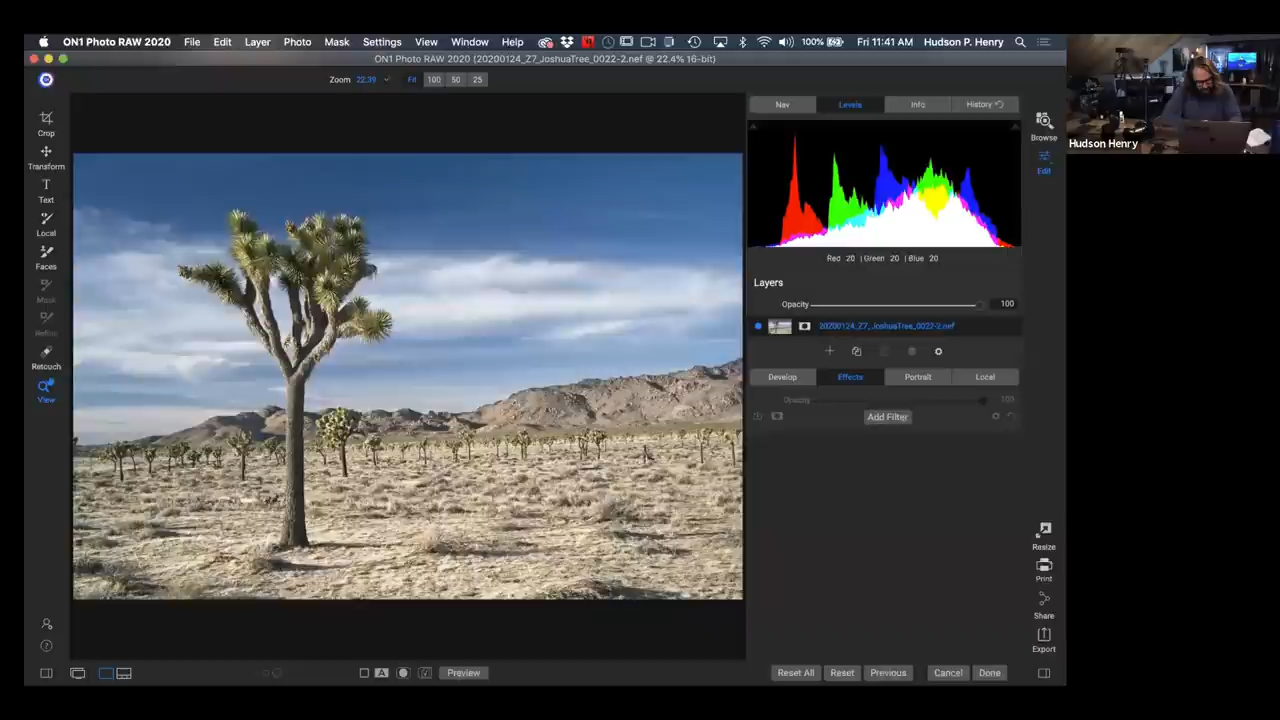 ON1 Photo RAW 2020 File Edit Layer Photo Mask Settings View Window Help 100% Fri 11:41 AM Hudson P. Henry
ON1 Photo RAW 2020 (20200124_Z7_JoshuaTree_0022-2.nef @ 22.4% 16-bit)
Zoom 22.39 Fit 100 50 25
Nav Levels Info History
Crop
Transform
Text
Local
Faces
Mask
Refine
Retouch
View
Browse
Edit
Hudson Henry
Red 20 | Green 20 | Blue 20
Layers
Opacity 100
20200124_Z7_JoshuaTree_0022-2.nef
Develop Effects Portrait Local
Opacity 100
Add Filter
Resize
Print
Share
Export
A Preview
Reset All Reset Previous Cancel Done